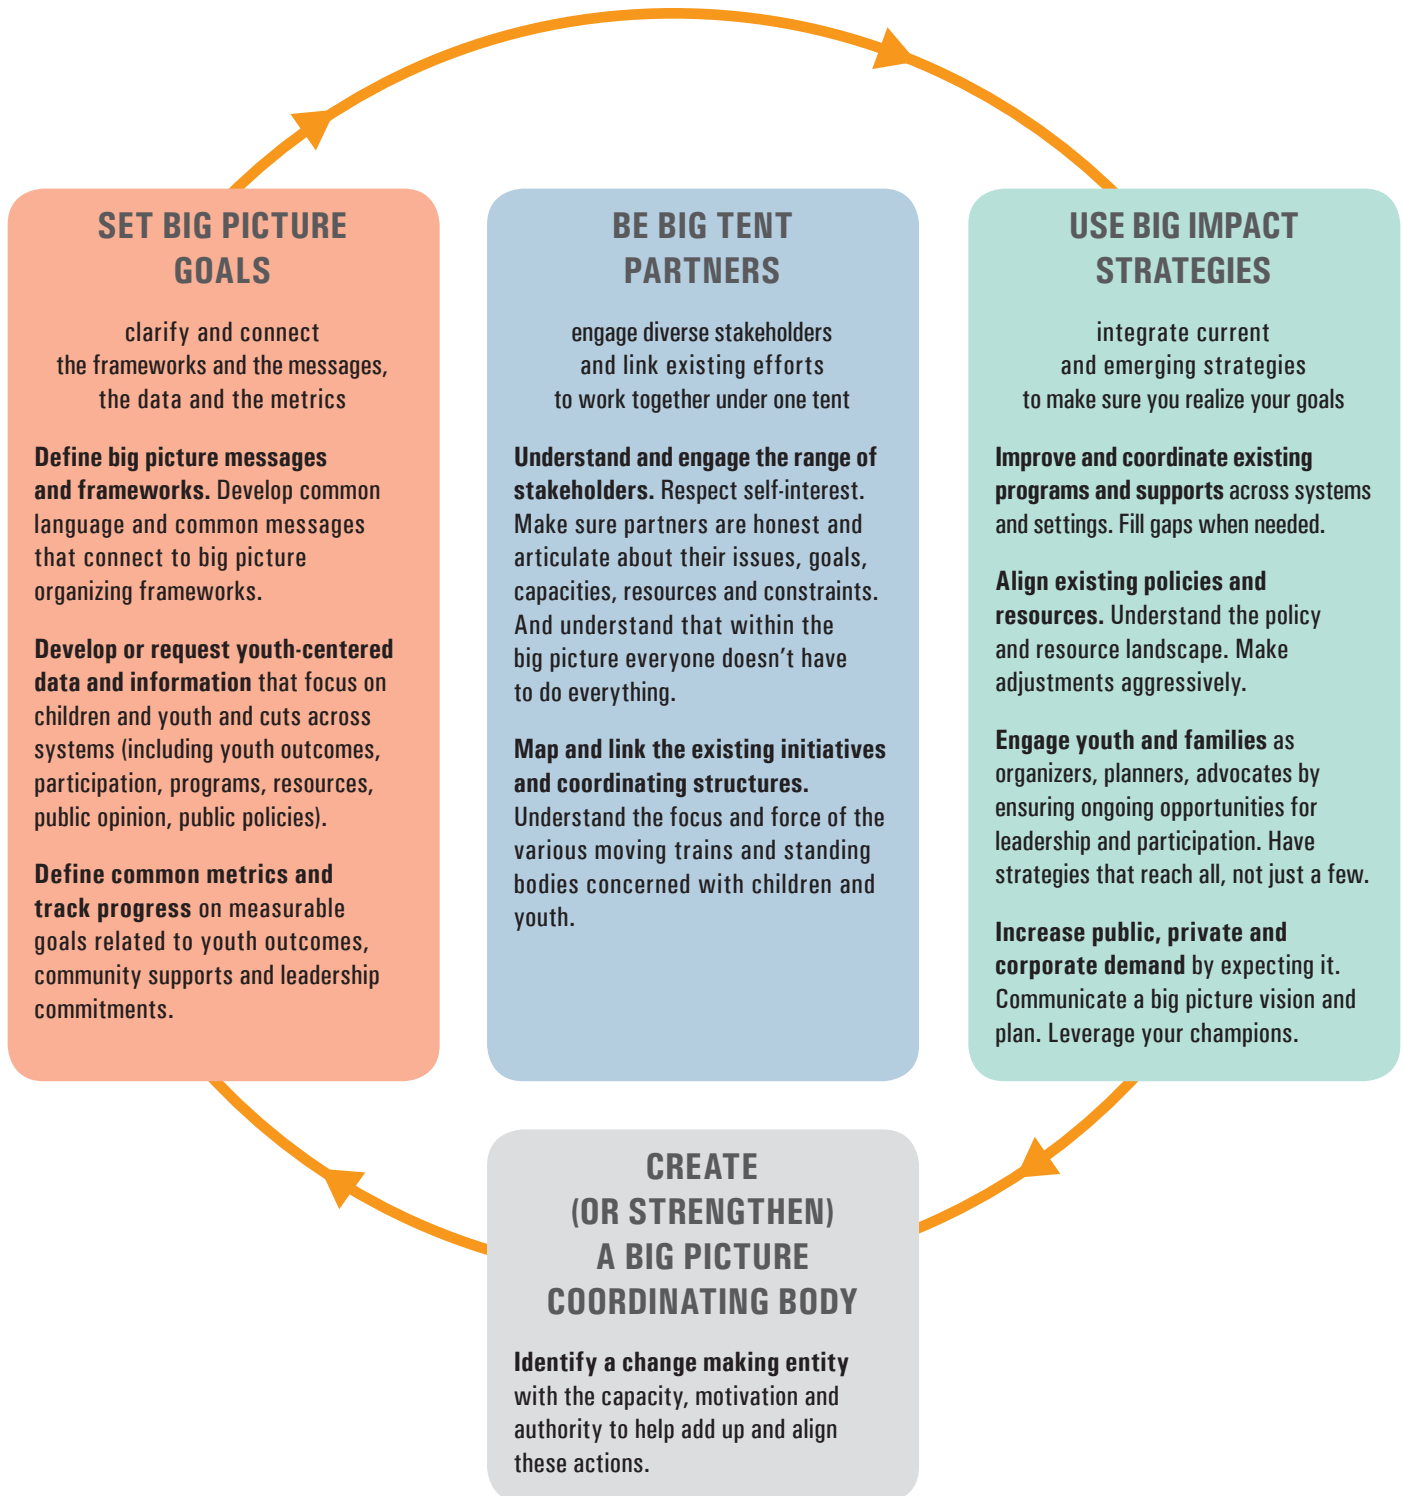 SET BIG PICTURE
GOALS
clarify and connect
the frameworks and the messages,
the data and the metrics
Define big picture messages
and frameworks. Develop common
language and common messages
that connect to big picture
organizing frameworks.
Develop or request youth-centered
data and information that focus on
children and youth and cuts across
systems (including youth outcomes,
participation, programs, resources,
public opinion, public policies).
Define common metrics and
track progress on measurable
goals related to youth outcomes,
community supports and leadership
commitments.
BE BIG TENT
PARTNERS
engage diverse stakeholders
and link existing efforts
to work together under one tent
Understand and engage the range of
stakeholders. Respect self-interest.
Make sure partners are honest and
articulate about their issues, goals,
capacities, resources and constraints.
And understand that within the
big picture everyone doesn't have
to do everything.
Map and link the existing initiatives
and coordinating structures.
Understand the focus and force of the
various moving trains and standing
bodies concerned with children and
youth.
USE BIG IMPACT
STRATEGIES
integrate current
and emerging strategies
to make sure you realize your goals
Improve and coordinate existing
programs and supports across systems
and settings. Fill gaps when needed.
Align existing policies and
resources. Understand the policy
and resource landscape. Make
adjustments aggressively.
Engage youth and families as
organizers, planners, advocates by
ensuring ongoing opportunities for
leadership and participation. Have
strategies that reach all, not just a few.
Increase public, private and
corporate demand by expecting it.
Communicate a big picture vision and
plan. Leverage your champions.
CREATE
(OR STRENGTHEN)
A BIG PICTURE
COORDINATING BODY
Identify a change making entity
with the capacity, motivation and
authority to help add up and align
these actions.